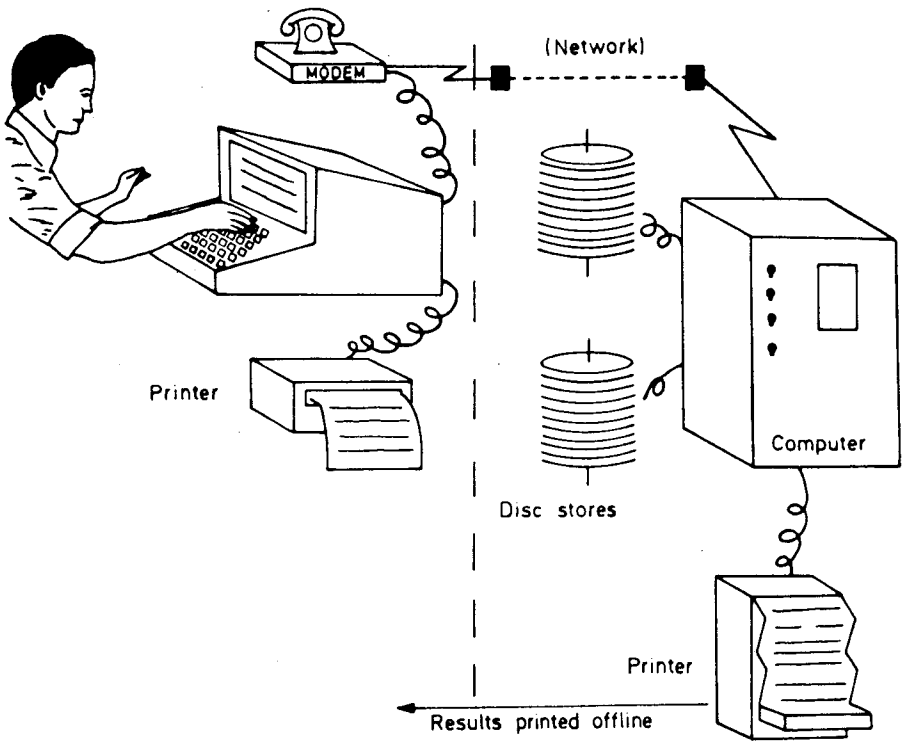 (Network)
MODEM
Printer
Computer
Disc stores
Printer
Results printed offline